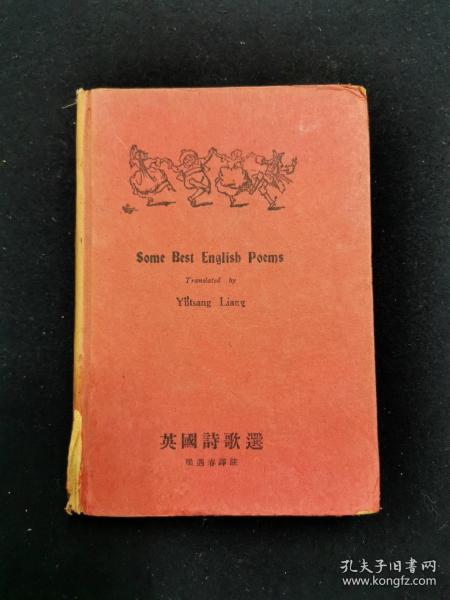 Some Best English Poems
Translated by
Yütsang Liang
英國詩歌選
梁遇春譯註
孔夫子旧书网
www.kongfz.com